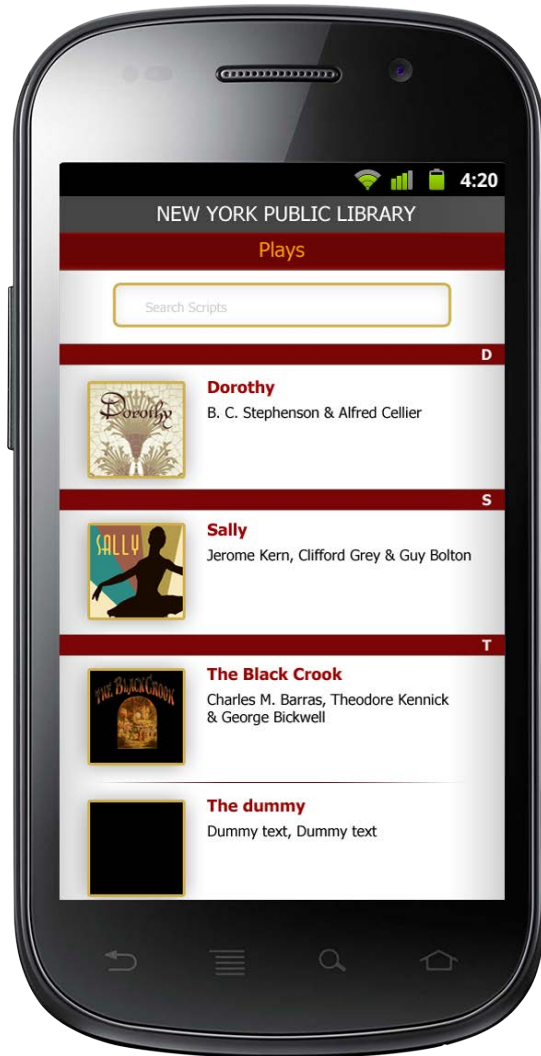 4:20
NEW YORK PUBLIC LIBRARY
Plays
Search Scripts
D
Dorothy
Dorothy
B. C. Stephenson & Alfred Cellier
S
SALLY
Sally
Jerome Kern, Clifford Grey & Guy Bolton
T
THE BLACK CROOK
The Black Crook
Charles M. Barras, Theodore Kennick
& George Bickwell
The dummy
Dummy text, Dummy text